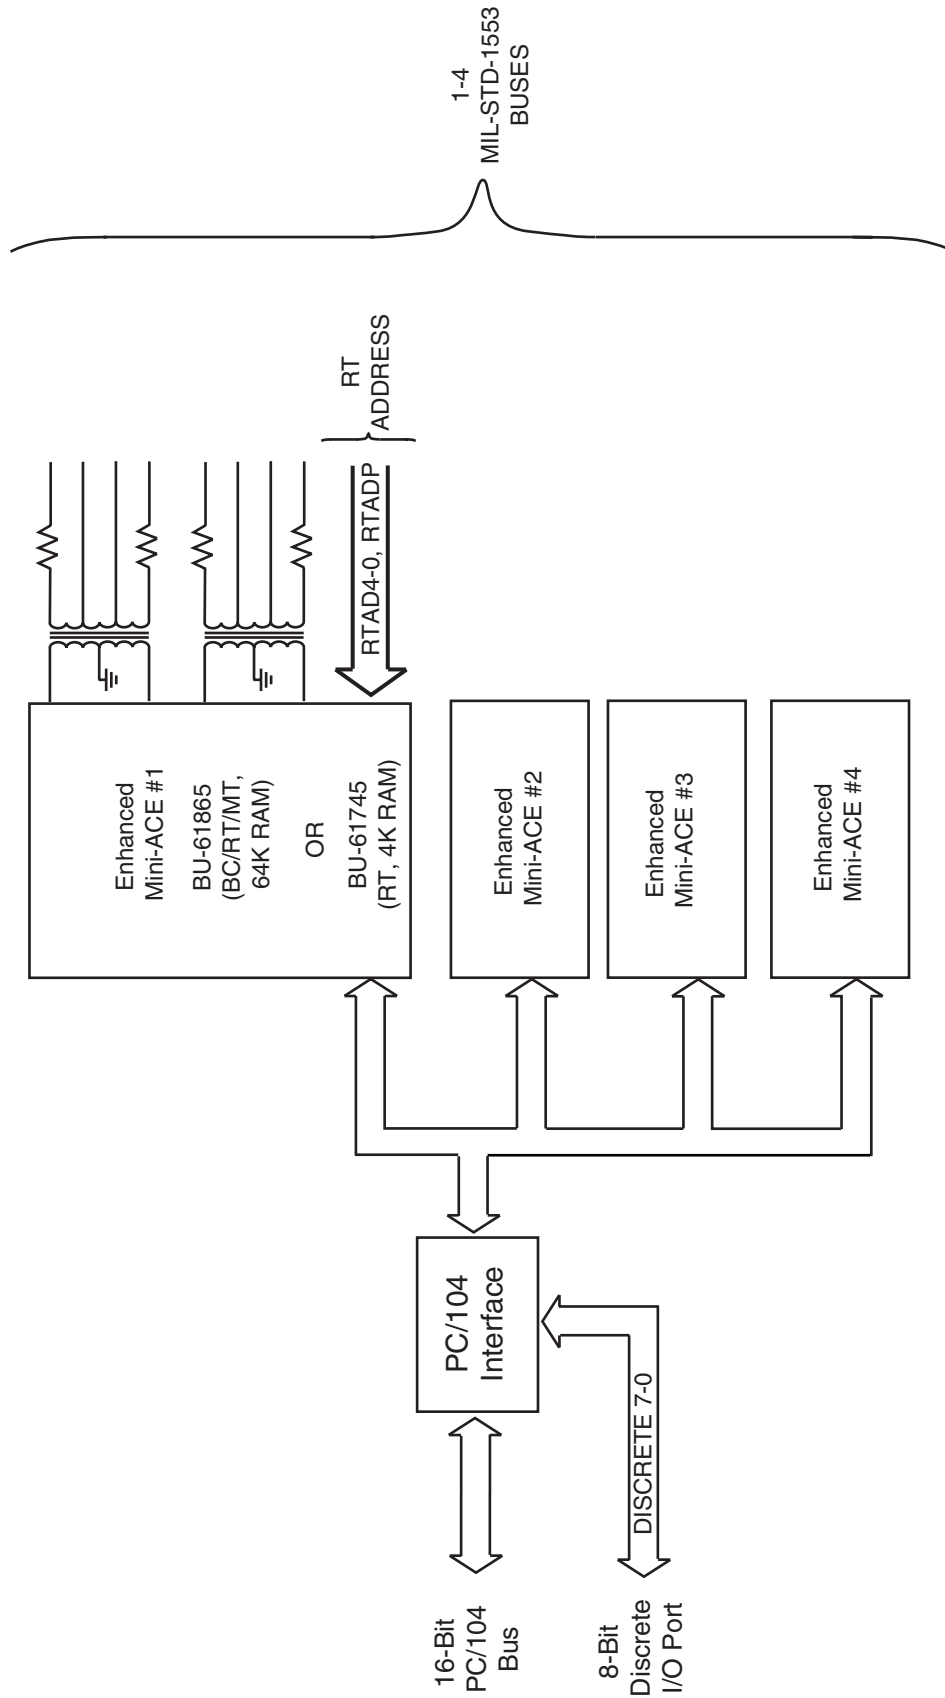 1-4
MIL-STD-1553
BUSES
RT
ADDRESS
RTAD4-0, RTADP
Enhanced
Mini-ACE #1
BU-61865
(BC/RT/MT,
64K RAM)
OR
BU-61745
(RT, 4K RAM)
Enhanced
Mini-ACE #2
Enhanced
Mini-ACE #3
Enhanced
Mini-ACE #4
PC/104
Interface
DISCRETE 7-0
16-Bit
PC/104
Bus
8-Bit
Discrete
I/O Port